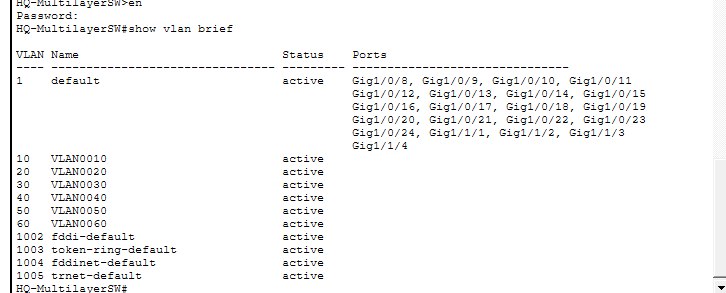 HQ-MultilayerSW>en
Password:
HQ-MultilayerSW#show vlan brief
VLAN Name                             Status    Ports
---- -------------------------------- --------- -------------------------------
1    default                          active    Gig1/0/8, Gig1/0/9, Gig1/0/10, Gig1/0/11
                                                Gig1/0/12, Gig1/0/13, Gig1/0/14, Gig1/0/15
                                                Gig1/0/16, Gig1/0/17, Gig1/0/18, Gig1/0/19
                                                Gig1/0/20, Gig1/0/21, Gig1/0/22, Gig1/0/23
                                                Gig1/0/24, Gig1/1/1, Gig1/1/2, Gig1/1/3
                                                Gig1/1/4
10   VLAN0010                         active
20   VLAN0020                         active
30   VLAN0030                         active
40   VLAN0040                         active
50   VLAN0050                         active
60   VLAN0060                         active
1002 fddi-default                     active
1003 token-ring-default               active
1004 fddinet-default                  active
1005 trnet-default                    active
HQ-MultilayerSW#